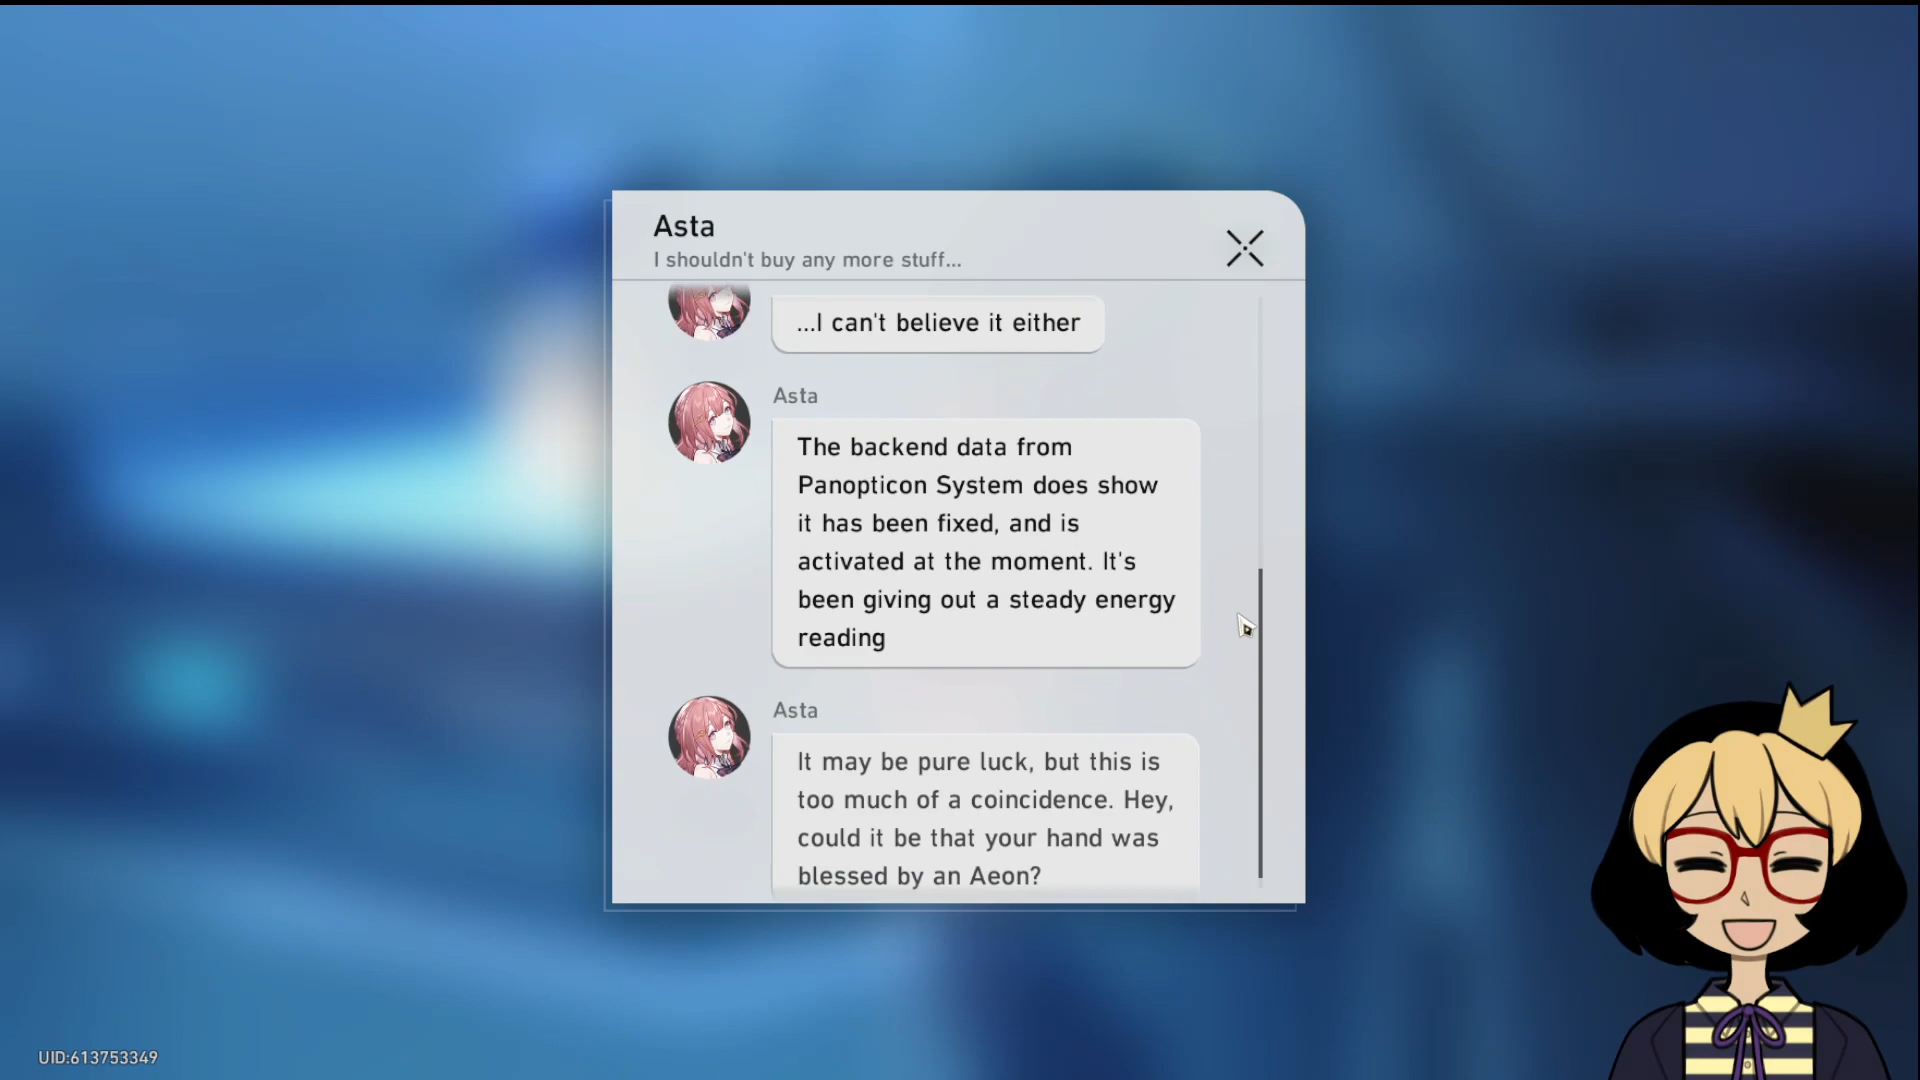 Asta
I shouldn't buy any more stuff...
...I can't believe it either
Asta
The backend data from
Panopticon System does show
it has been fixed, and is
activated at the moment. It's
been giving out a steady energy
reading
Asta
It may be pure luck, but this is
too much of a coincidence. Hey,
could it be that your hand was
blessed by an Aeon?
UID:613753349